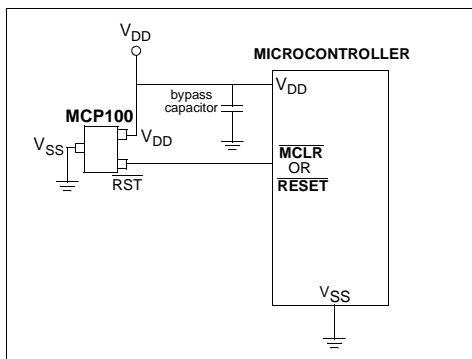 VDD
MICROCONTROLLER
VDD
bypass
capacitor
MCP100
VDD
VSS
RST
MCLR
OR
RESET
VSS